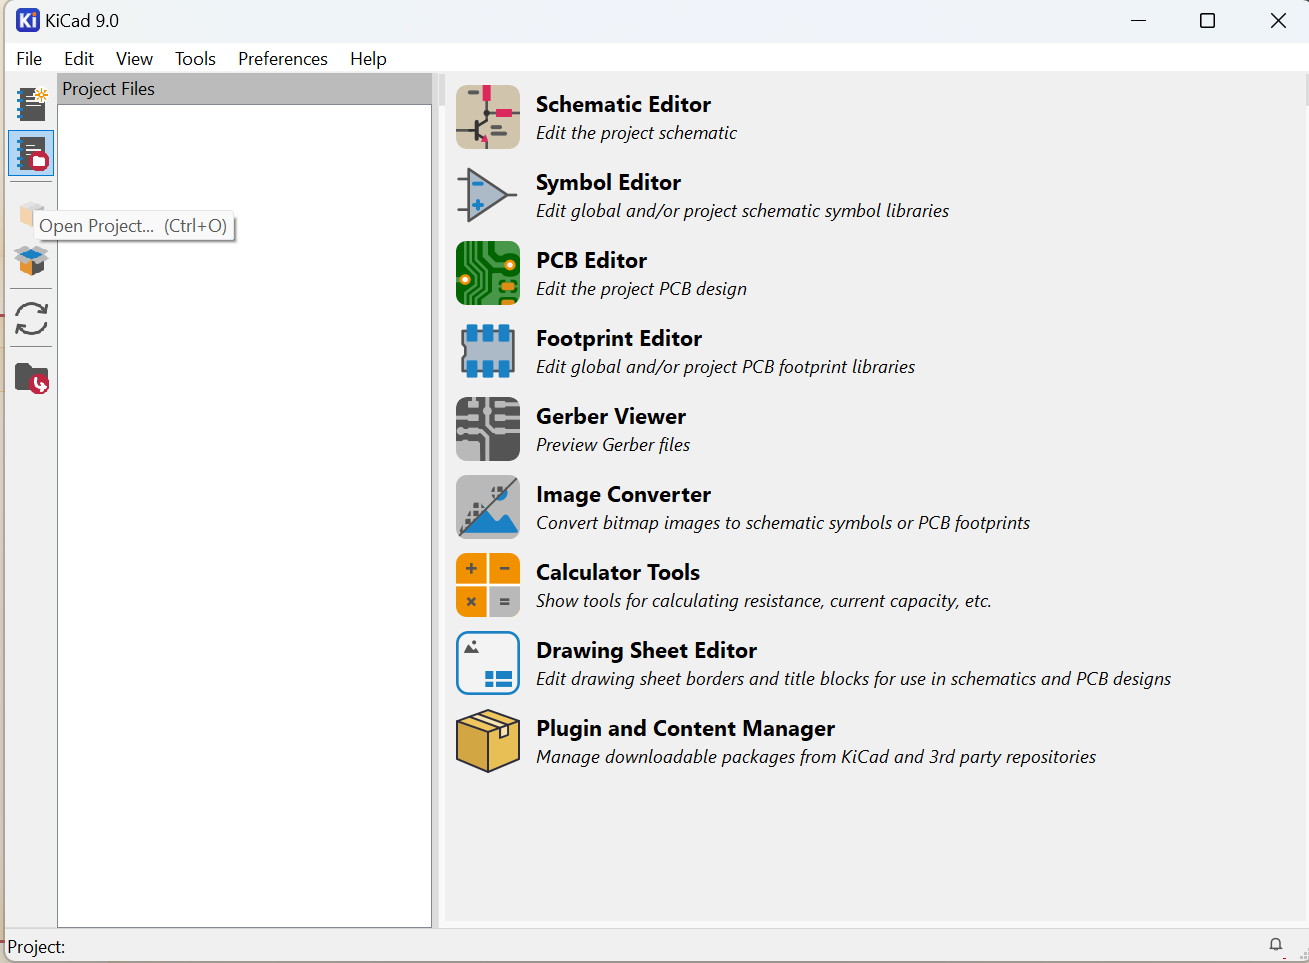 KiCad 9.0
File Edit View Tools Preferences Help
Project Files
Open Project... (Ctrl+O)
Schematic Editor
Edit the project schematic
Symbol Editor
Edit global and/or project schematic symbol libraries
PCB Editor
Edit the project PCB design
Footprint Editor
Edit global and/or project PCB footprint libraries
Gerber Viewer
Preview Gerber files
Image Converter
Convert bitmap images to schematic symbols or PCB footprints
Calculator Tools
Show tools for calculating resistance, current capacity, etc.
Drawing Sheet Editor
Edit drawing sheet borders and title blocks for use in schematics and PCB designs
Plugin and Content Manager
Manage downloadable packages from KiCad and 3rd party repositories
Project: